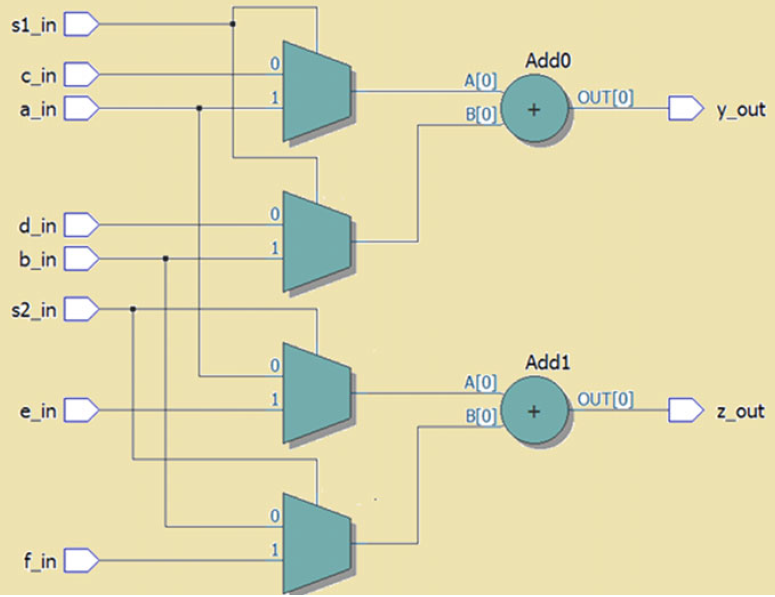 s1_in
c_in
0
a_in
1
Add0
A[0]
B[0]
OUT[0]
y_out
d_in
0
b_in
1
s2_in
0
e_in
1
Add1
A[0]
B[0]
OUT[0]
z_out
0
f_in
1
+
+